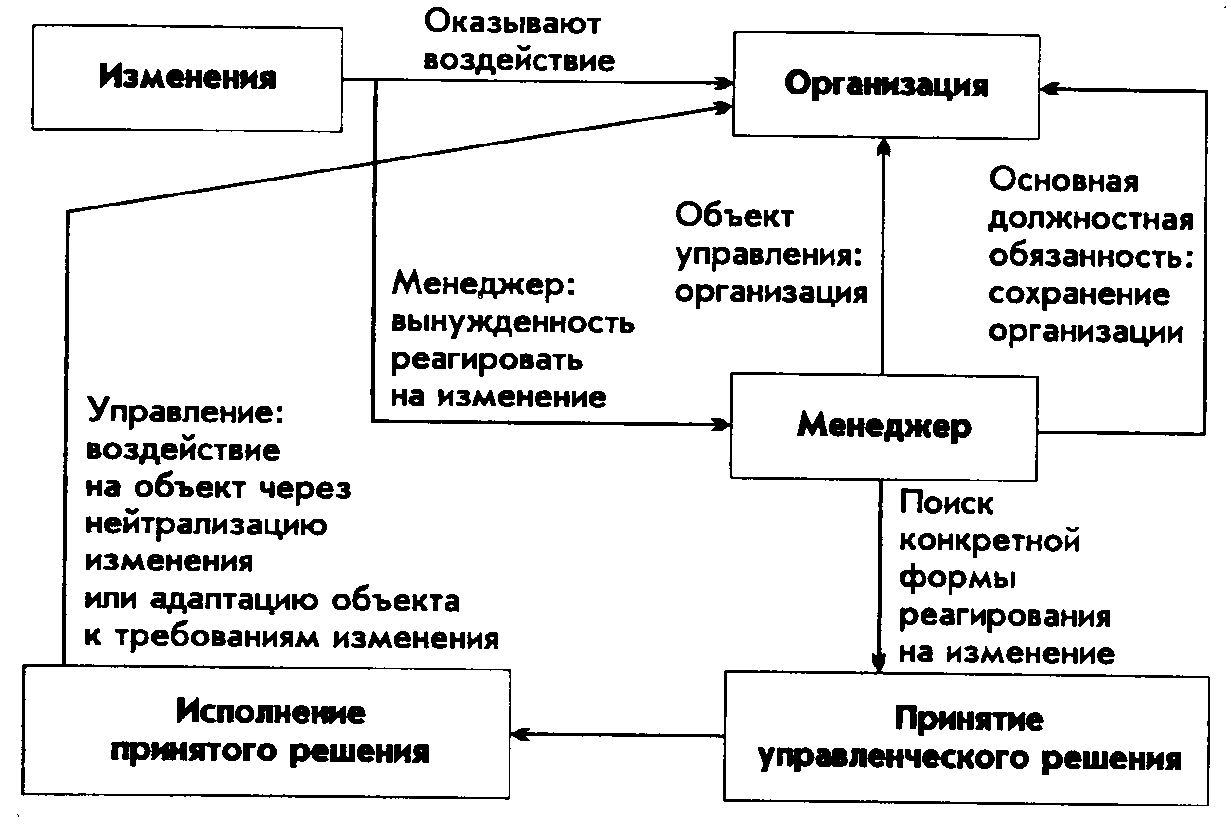 Изменения
Оказывают
воздействие
Организация
Объект
управления:
организация
Основная
должностная
обязанность:
сохранение
организации
Менеджер:
вынужденность
реагировать
на изменение
Менеджер
Управление:
воздействие
на объект через
нейтрализацию
изменения
или адаптацию объекта
к требованиям изменения
Поиск
конкретной
формы
реагирования
на изменение
Исполнение
принятого решения
Принятие
управленческого решения